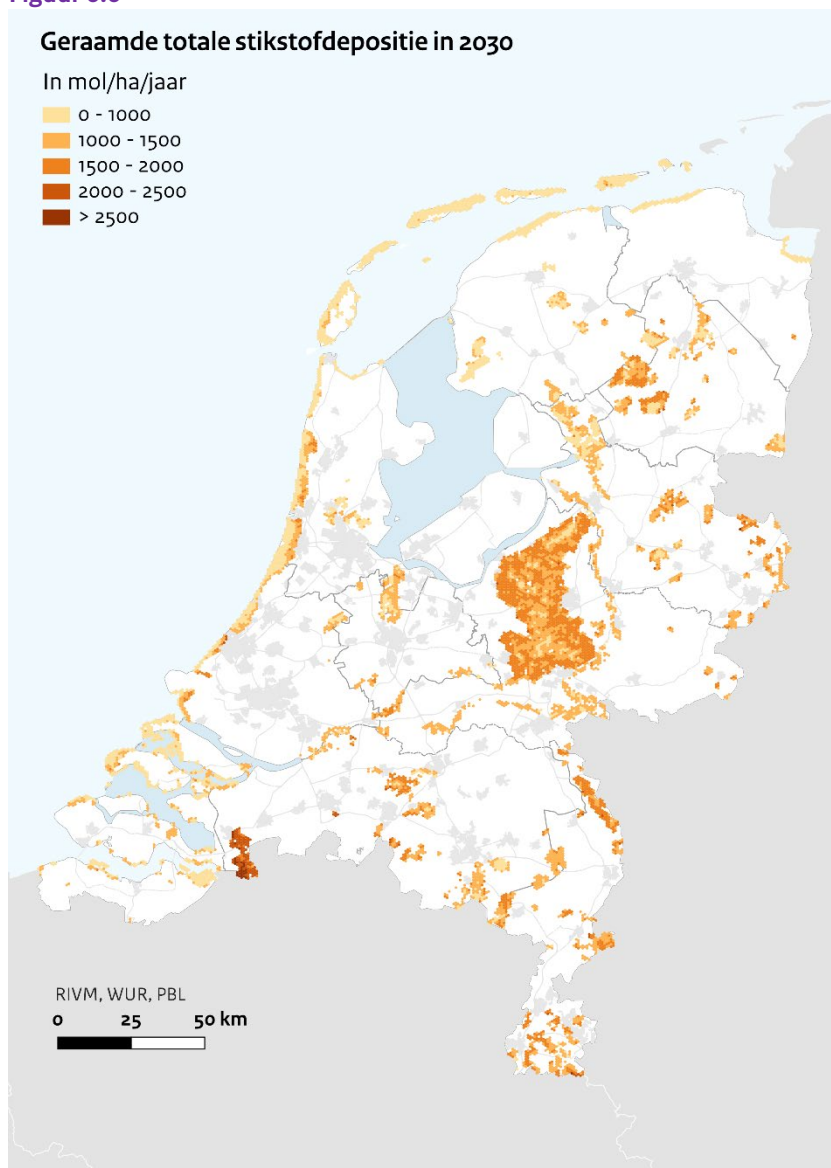 Geraamde totale stikstofdepositie in 2030
In mol/ha/jaar
0 - 1000
1000 - 1500
1500 - 2000
2000 - 2500
> 2500
RIVM, WUR, PBL
0 25 50 km